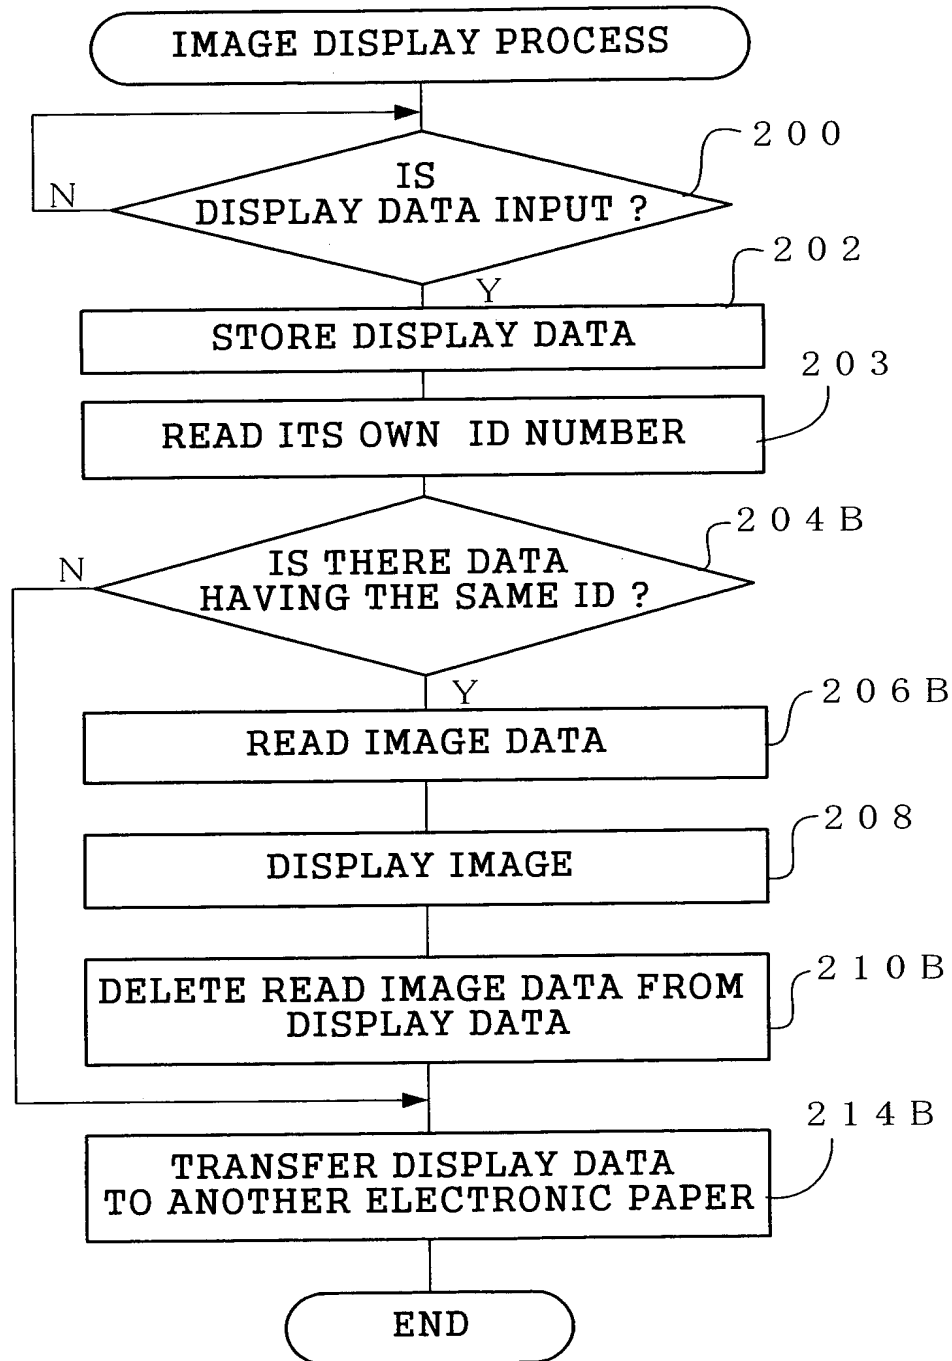 IMAGE DISPLAY PROCESS
200
IS
DISPLAY DATA INPUT ?
N
202
Y
STORE DISPLAY DATA
203
READ ITS OWN ID NUMBER
204B
N
IS THERE DATA
HAVING THE SAME ID ?
Y
206B
READ IMAGE DATA
208
DISPLAY IMAGE
210B
DELETE READ IMAGE DATA FROM
DISPLAY DATA
214B
TRANSFER DISPLAY DATA
TO ANOTHER ELECTRONIC PAPER
END